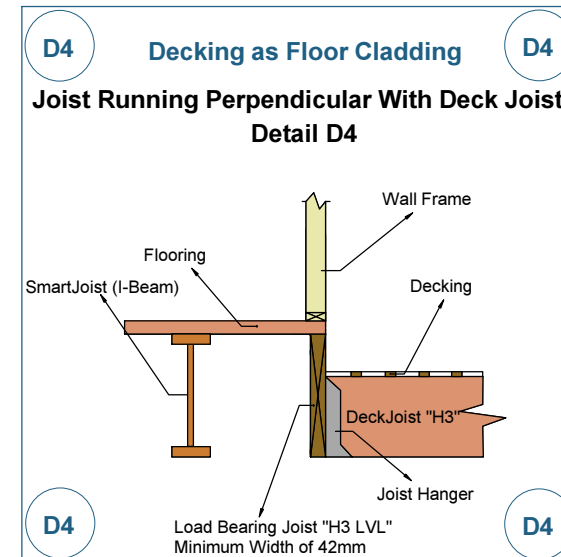 D4
Decking as Floor Cladding
D4
Joist Running Perpendicular With Deck Joist
Detail D4
Wall Frame
Flooring
SmartJoist (I-Beam)
Decking
DeckJoist "H3"
Joist Hanger
Load Bearing Joist "H3 LVL"
Minimum Width of 42mm
D4
D4